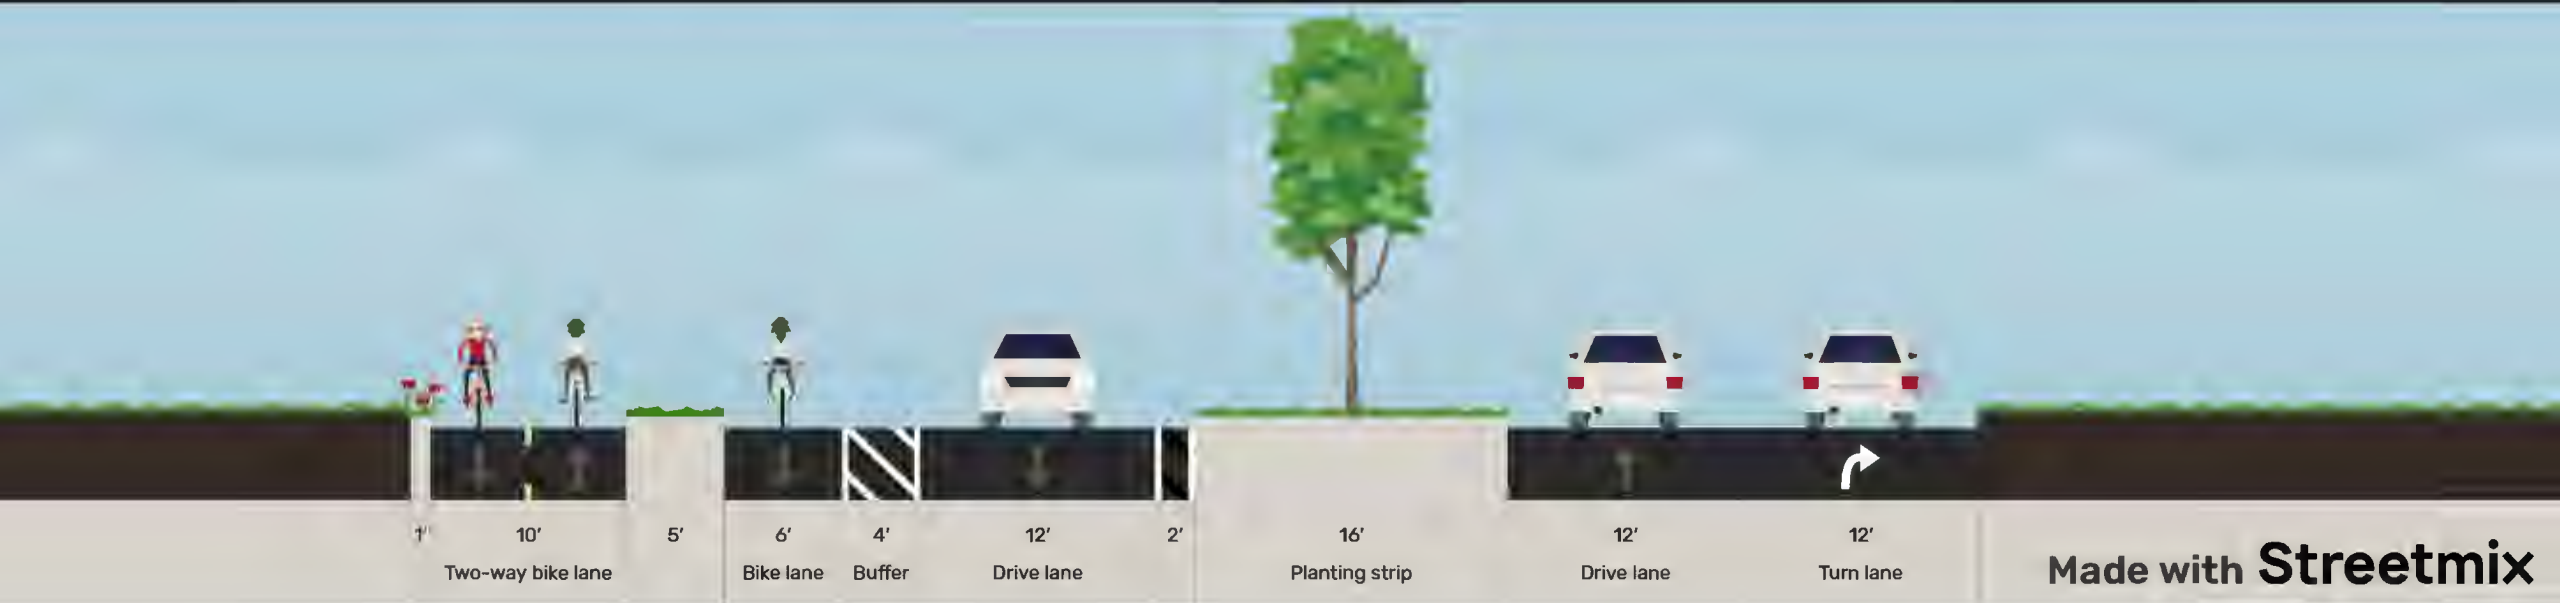 1' 10' 5' 6' 4' 12' 2' 16' 12' 12'
Two-way bike lane Bike lane Buffer Drive lane Planting strip Drive lane Turn lane
Made with Streetmix